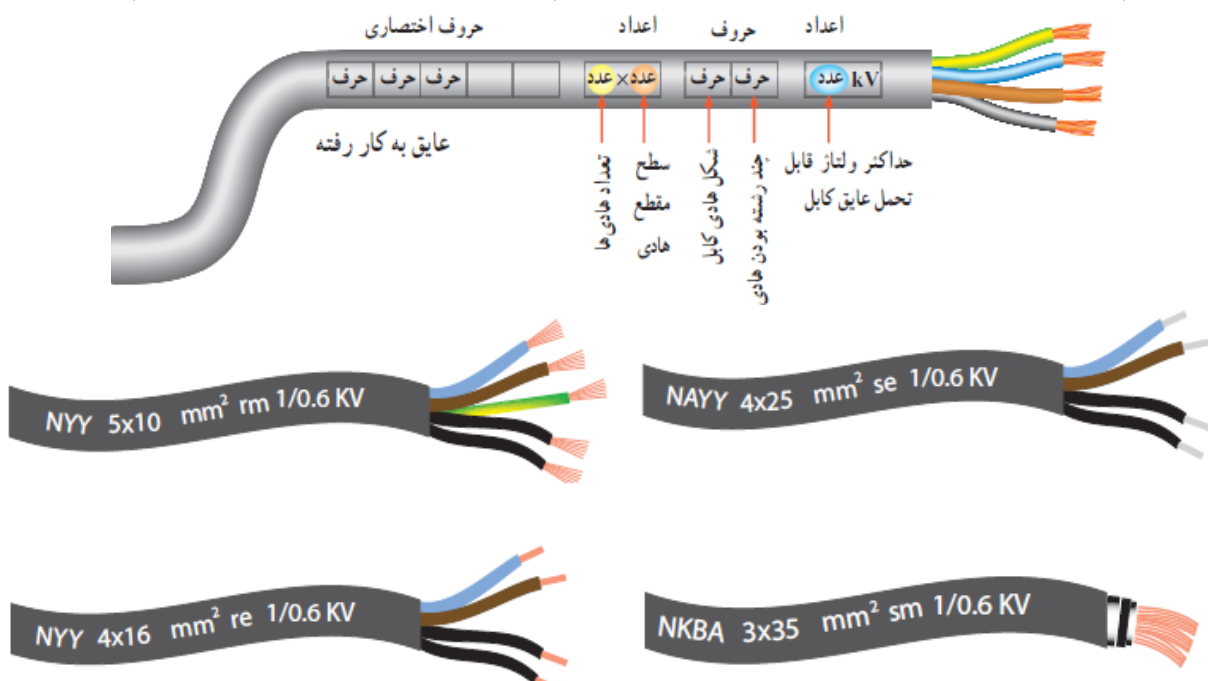 حروف اختصاری
اعداد
حروف
اعداد
حرف حرف حرف
عدد×عدد
حرف حرف
عدد kV
عایق به کار رفته
تعداد هادی‌ها
سطح مقطع هادی
شکل هادی کابل
چند رشته بودن هادی
حداکثر ولتاژ قابل
تحمل عایق کابل
NYY 5x10 mm² rm 1/0.6 KV
NAYY 4x25 mm² se 1/0.6 KV
NYY 4x16 mm² re 1/0.6 KV
NKBA 3x35 mm² sm 1/0.6 KV